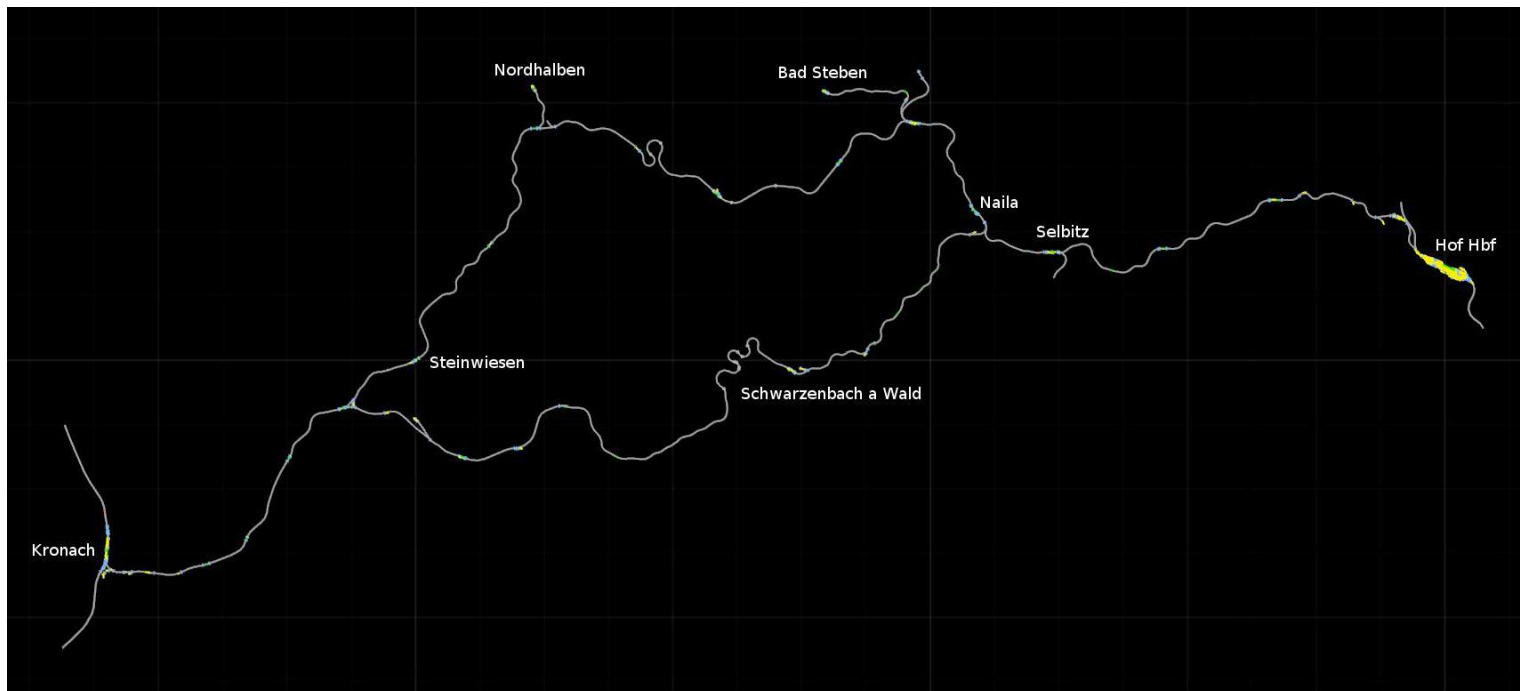 Nordhalben
Bad Steben
Naila
Selbitz
Hof Hbf
Steinwiesen
Schwarzenbach a Wald
Kronach